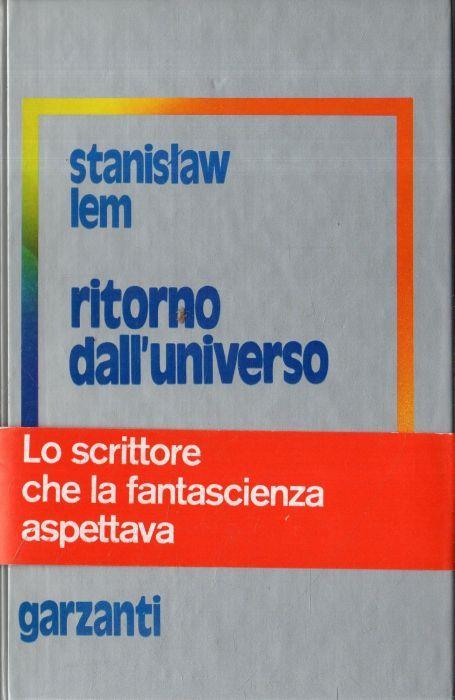 stanisław
lem
ritorno
dall'universo
Lo scrittore
che la fantascienza
aspettava
garzanti